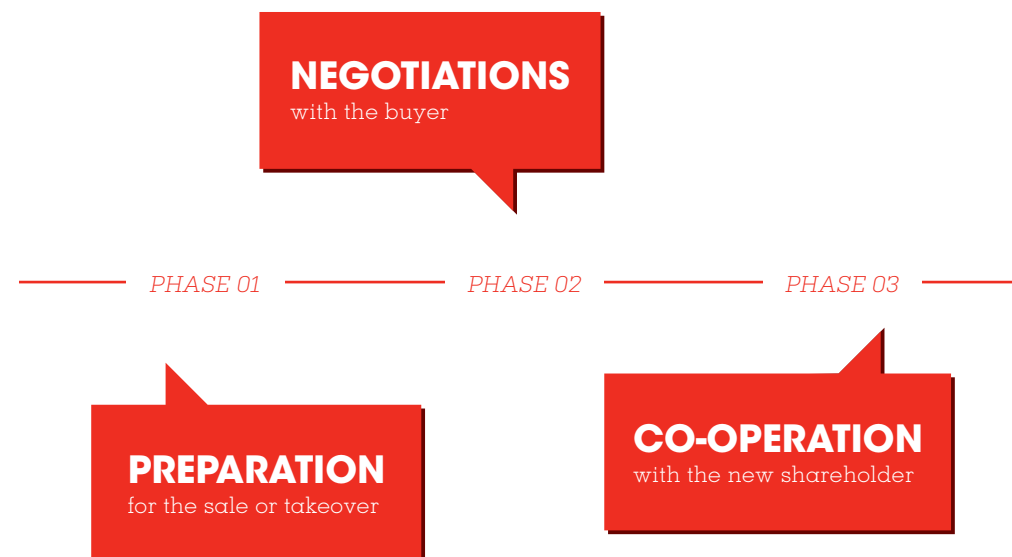 NEGOTIATIONS
with the buyer
PHASE 01
PHASE 02
PHASE 03
PREPARATION
for the sale or takeover
CO-OPERATION
with the new shareholder